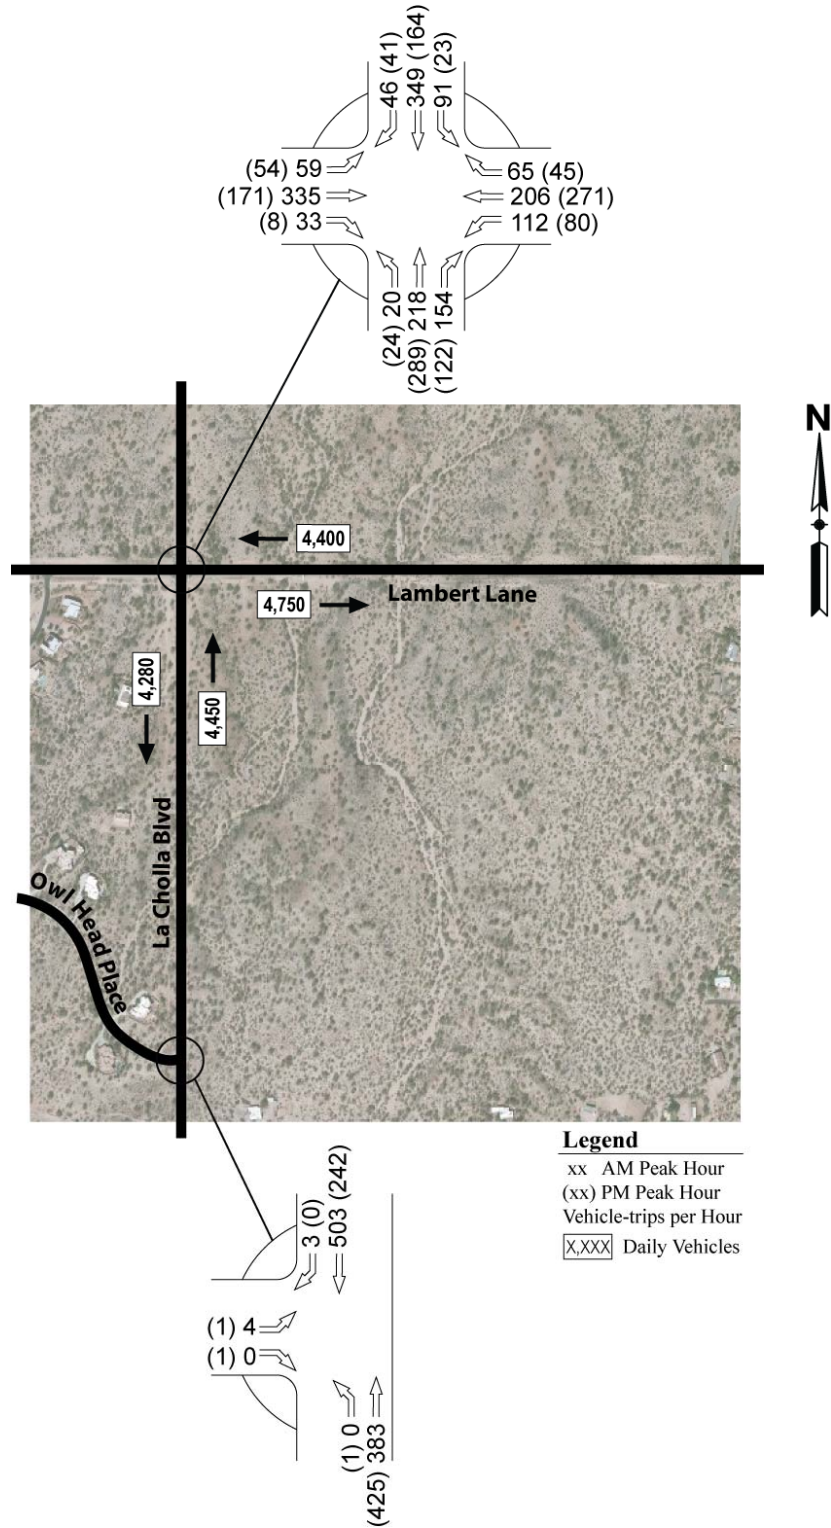 46 (41)
349 (164)
91 (23)
(54) 59
(171) 335
(8) 33
65 (45)
206 (271)
112 (80)
(24) 20
(289) 218
(122) 154
N
4,400
Lambert Lane
4,750
4,280
4,450
La Cholla Blvd
Owl Head Place
Legend
xx AM Peak Hour
(xx) PM Peak Hour
Vehicle-trips per Hour
X,XXX Daily Vehicles
3 (0)
503 (242)
(1) 4
(1) 0
(1) 0
(425) 383